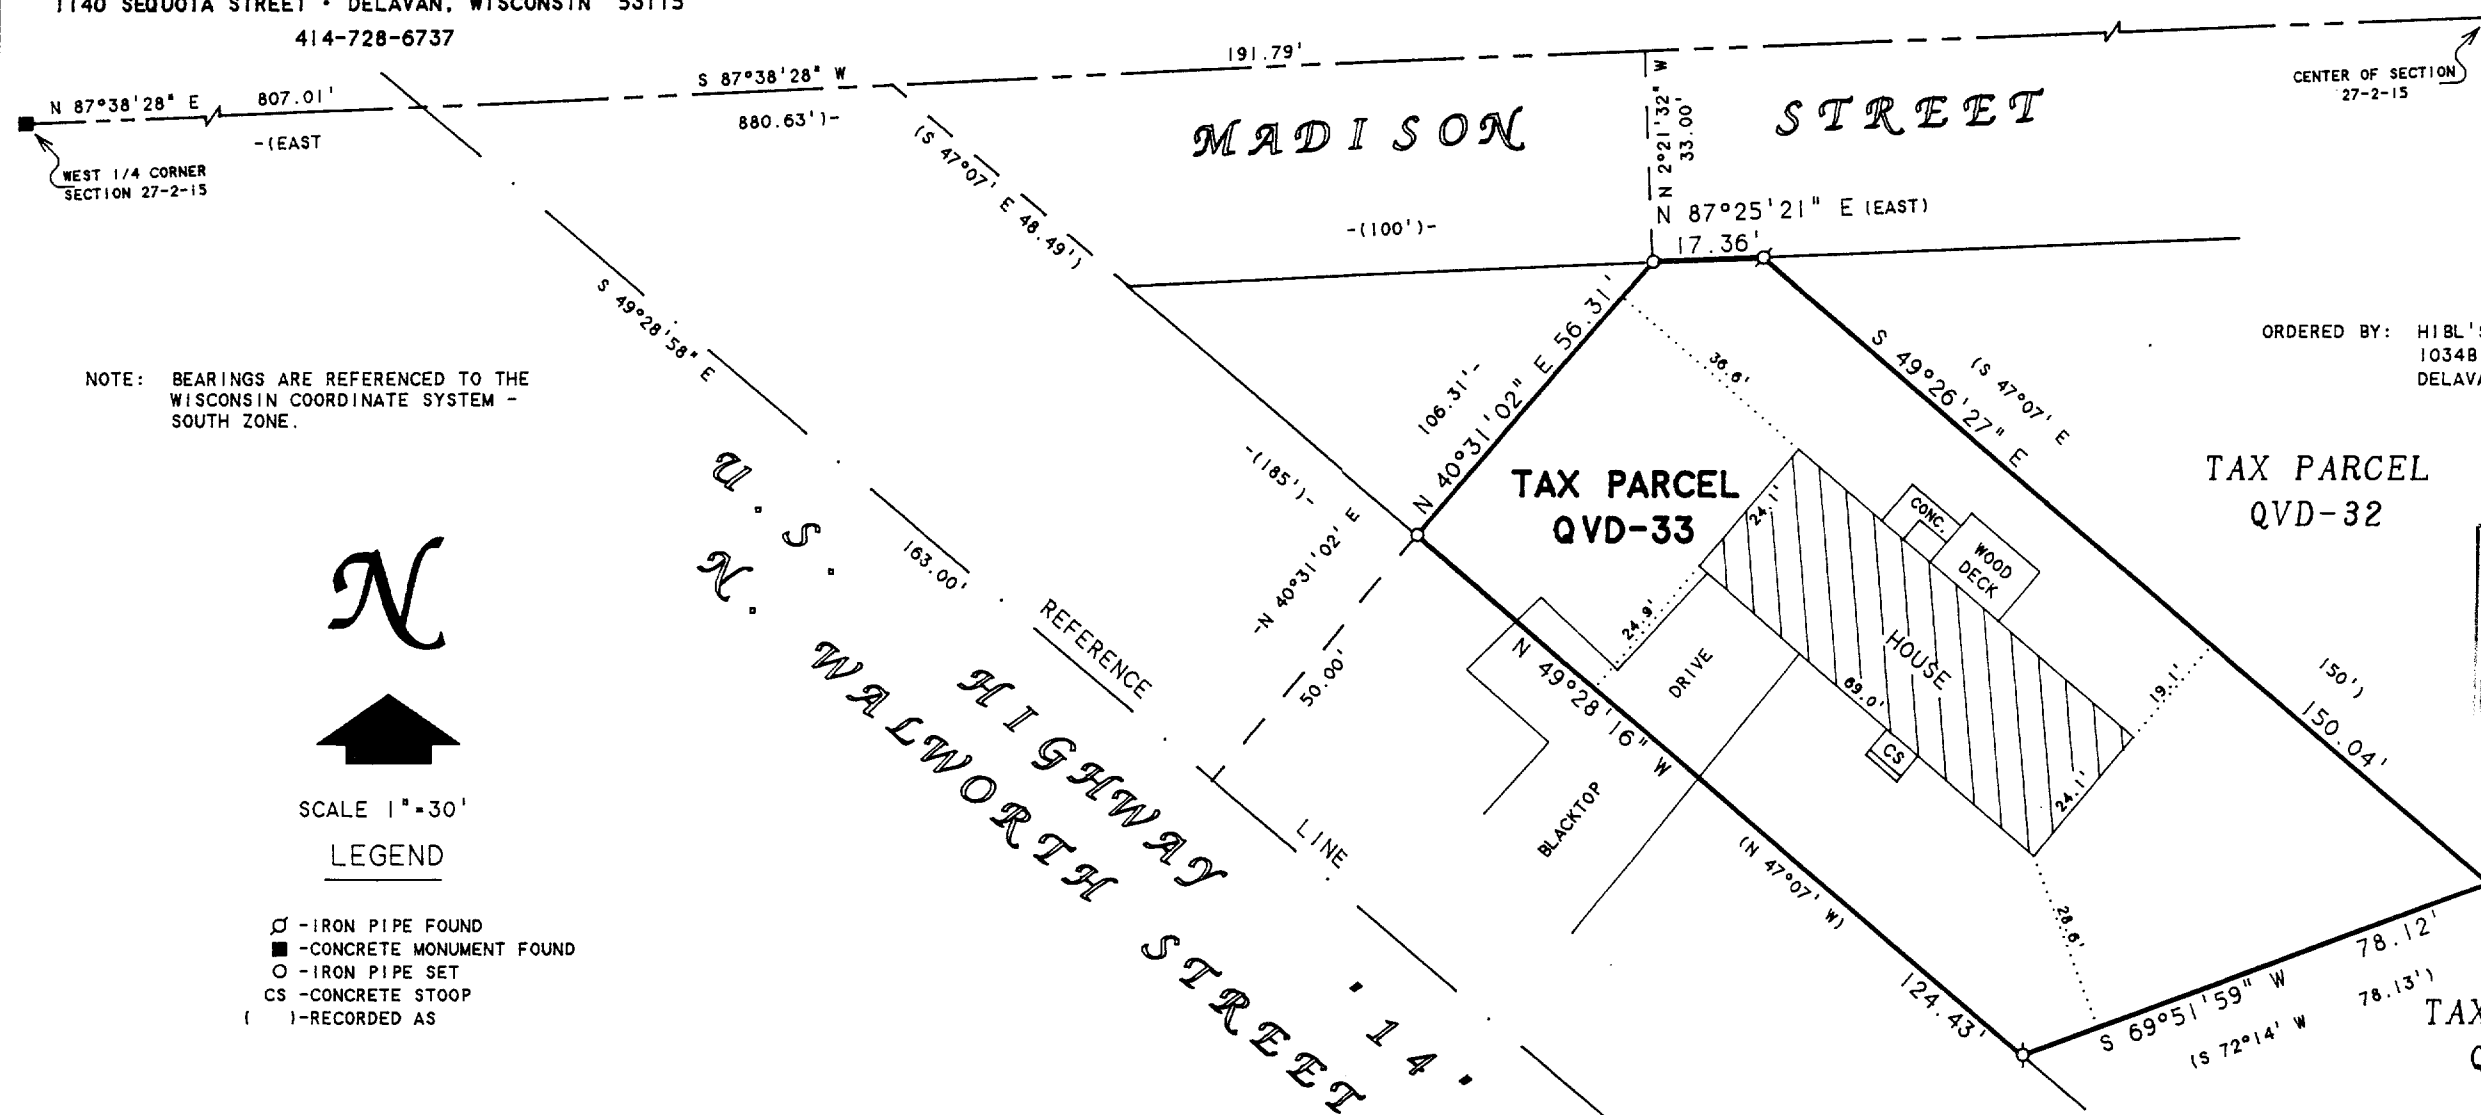 1140 SEQUOIA STREET • DELAVAN, WISCONSIN 53115
414-728-6737
N 87°38'28" E
807.01'
-(EAST
S 87°38'28" W
880.63')-
191.79'
WEST 1/4 CORNER
SECTION 27-2-15
CENTER OF SECTION
27-2-15
MADISON STREET
N 2°21'32" W
33.00'
(S 47°07' E 48.49')
-(100')-
N 87°25'21" E (EAST)
17.36'
S 49°28'58" E
163.00'
NOTE: BEARINGS ARE REFERENCED TO THE
WISCONSIN COORDINATE SYSTEM -
SOUTH ZONE.
ORDERED BY: HIBL'S
1034B
DELAVA
N 40°31'02" E 56.31'
106.31'-
-N 40°31'02' E
50.00'
-(185')-
36.6'
S 49°26'27" E
150.04'
(S 47°07' E
150')
TAX PARCEL
QVD-33
TAX PARCEL
QVD-32
24.1'
CONC.
WOOD
DECK
HOUSE
24.9'
DRIVE
69.0'
CS
19.1'
24.1'
28.6'
N 49°28'16" W
124.43'
(N 47°07' W)
BLACKTOP
S 69°51'59" W
78.12'
(S 72°14' W
78.13')
TAX
Q
U.S. HIGHWAY '14'
N. WALWORTH STREET
REFERENCE LINE
N
SCALE 1"=30'
LEGEND
-IRON PIPE FOUND
-CONCRETE MONUMENT FOUND
O -IRON PIPE SET
CS -CONCRETE STOOP
( )-RECORDED AS